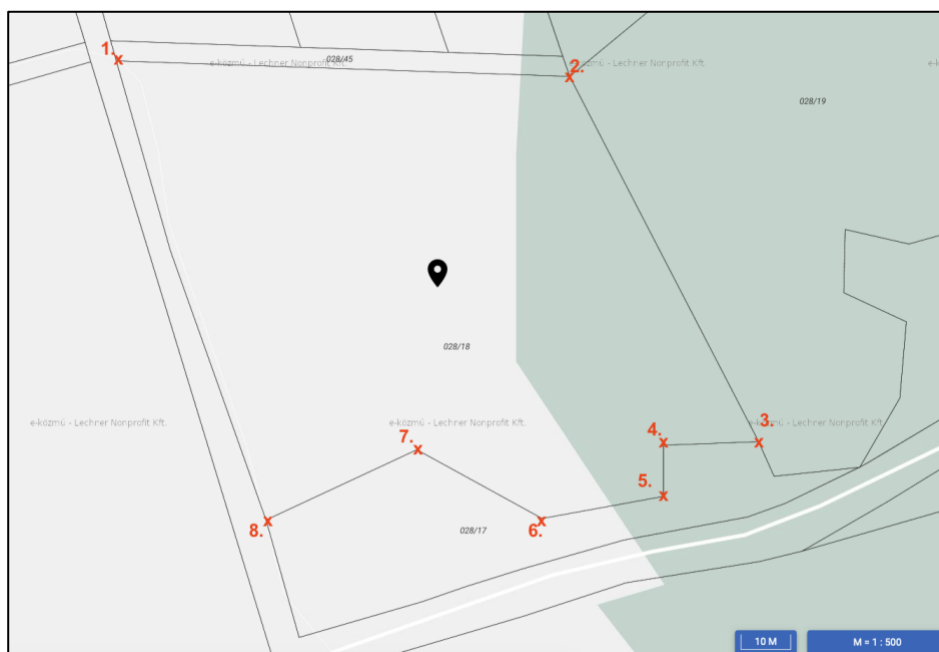 1.
e-közmű - Lechner Nonprofit Kft.
028/45
2.
e-közmű - Lechner Nonprofit Kft.
e-kö
028/19
028/18
e-közmű - Lechner Nonprofit Kft.
e-közmű - Lechner Nonprofit Kft.
e-közmű - Lechner Nonprofit Kft.
3.
4.
7.
5.
8.
6.
028/17
10 M
M = 1 : 500